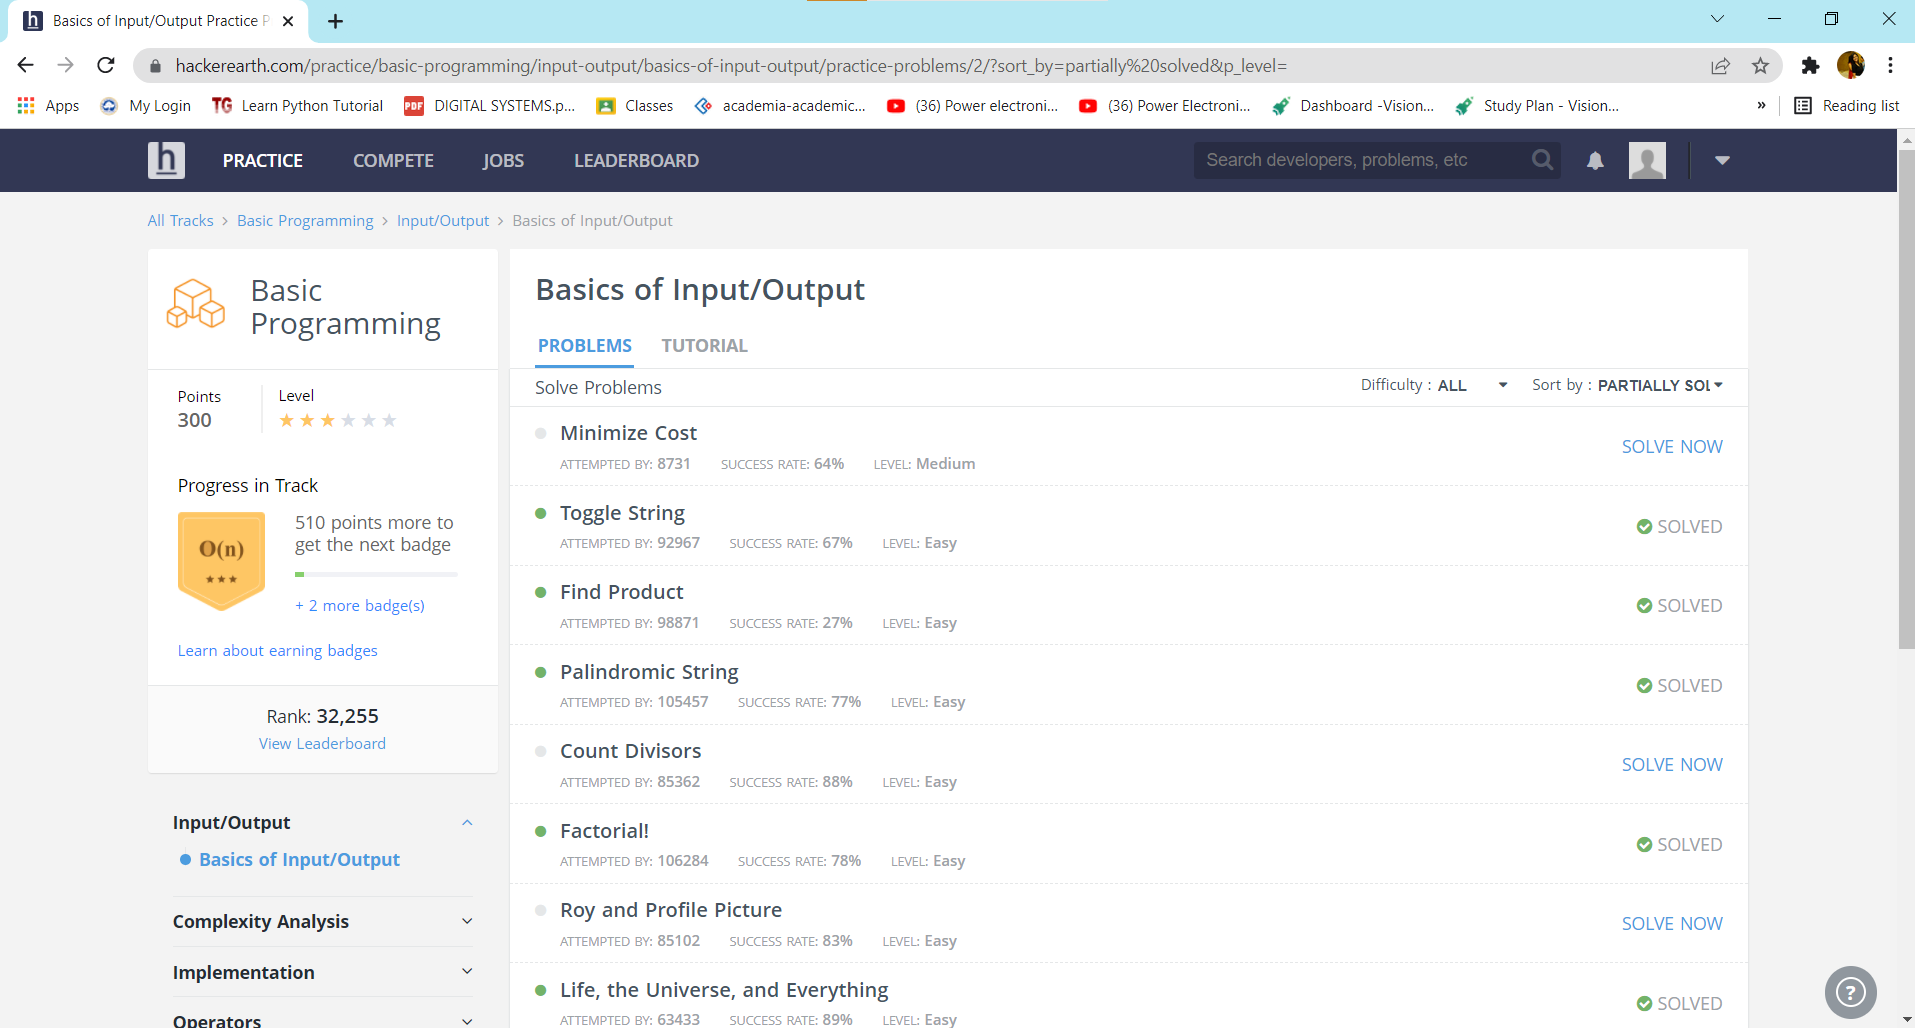 Basics of Input/Output Practice P
hackerearth.com/practice/basic-programming/input-output/basics-of-input-output/practice-problems/2/?sort_by=partially%20solved&p_level=
Apps My Login TG Learn Python Tutorial PDF DIGITAL SYSTEMS.p... Classes academia-academic... (36) Power electroni... (36) Power Electroni... Dashboard -Vision... Study Plan - Vision... » Reading list
h PRACTICE COMPETE JOBS LEADERBOARD Search developers, problems, etc
All Tracks > Basic Programming > Input/Output > Basics of Input/Output
Basic
Programming
Points
300
Level
Progress in Track
O(n)
510 points more to
get the next badge
+ 2 more badge(s)
Learn about earning badges
Rank: 32,255
View Leaderboard
Input/Output
Basics of Input/Output
Complexity Analysis
Implementation
Operators
Basics of Input/Output
PROBLEMS TUTORIAL
Solve Problems Difficulty : ALL Sort by : PARTIALLY SOL
Minimize Cost
ATTEMPTED BY: 8731 SUCCESS RATE: 64% LEVEL: Medium
SOLVE NOW
Toggle String
ATTEMPTED BY: 92967 SUCCESS RATE: 67% LEVEL: Easy
SOLVED
Find Product
ATTEMPTED BY: 98871 SUCCESS RATE: 27% LEVEL: Easy
SOLVED
Palindromic String
ATTEMPTED BY: 105457 SUCCESS RATE: 77% LEVEL: Easy
SOLVED
Count Divisors
ATTEMPTED BY: 85362 SUCCESS RATE: 88% LEVEL: Easy
SOLVE NOW
Factorial!
ATTEMPTED BY: 106284 SUCCESS RATE: 78% LEVEL: Easy
SOLVED
Roy and Profile Picture
ATTEMPTED BY: 85102 SUCCESS RATE: 83% LEVEL: Easy
SOLVE NOW
Life, the Universe, and Everything
ATTEMPTED BY: 63433 SUCCESS RATE: 89% LEVEL: Easy
SOLVED
?